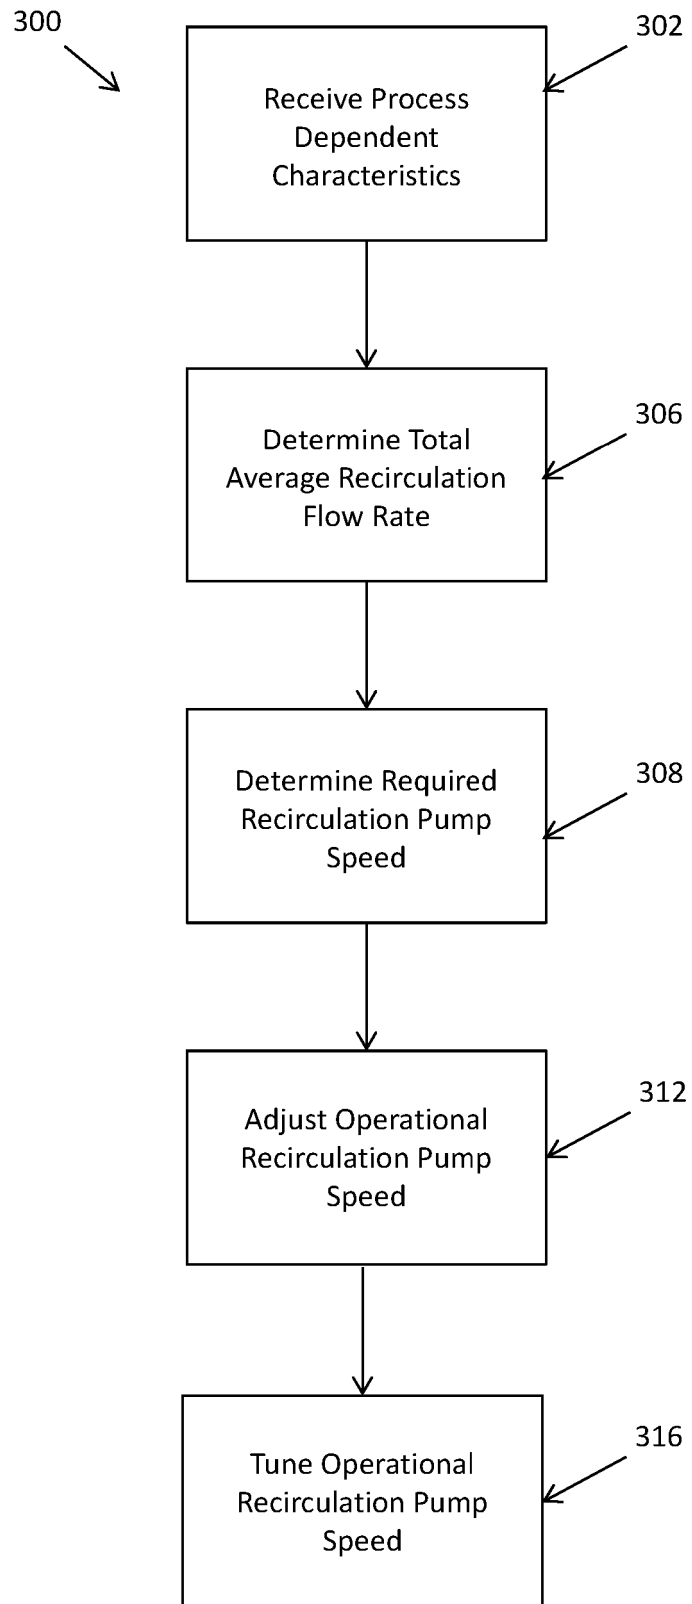 300
302
Receive Process
Dependent
Characteristics
306
Determine Total
Average Recirculation
Flow Rate
308
Determine Required
Recirculation Pump
Speed
312
Adjust Operational
Recirculation Pump
Speed
316
Tune Operational
Recirculation Pump
Speed